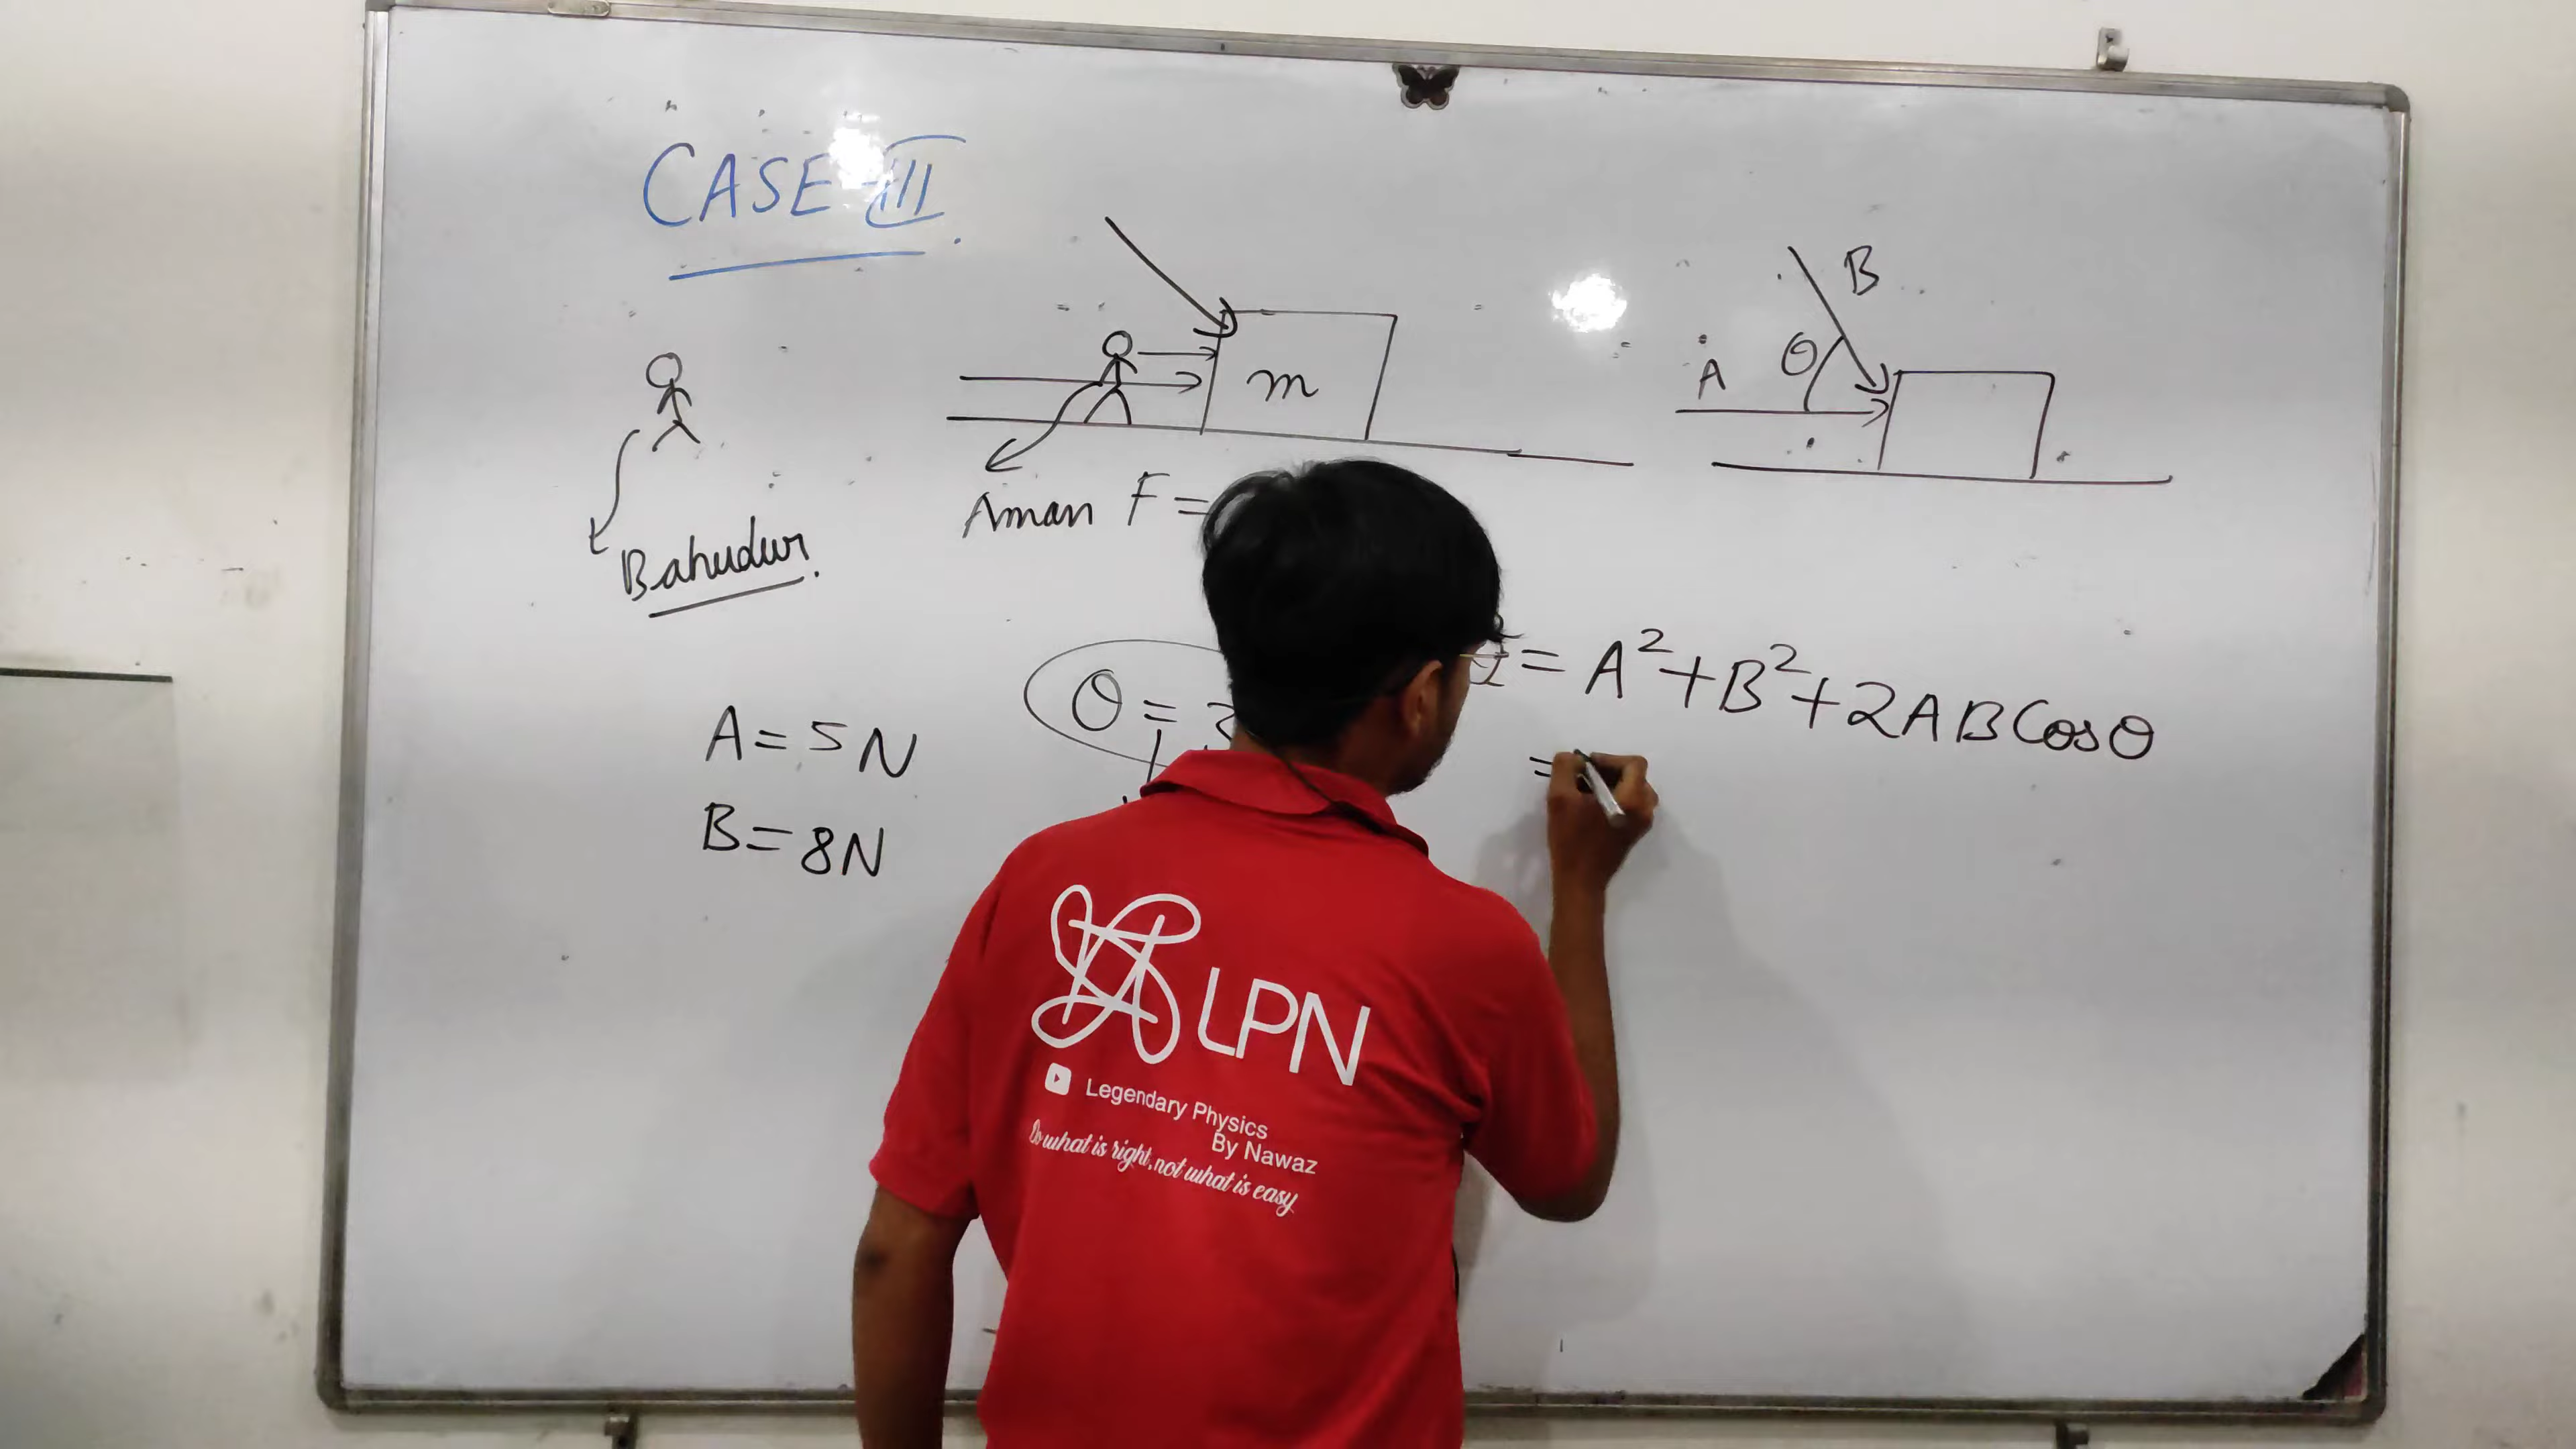 CASE-III
B
A
θ
m
Aman F =
Bahudur
= A²+B²+2ABCosθ
θ =
A = 5N
=
B = 8N
LPN
Legendary Physics
By Nawaz
Do what is right, not what is easy